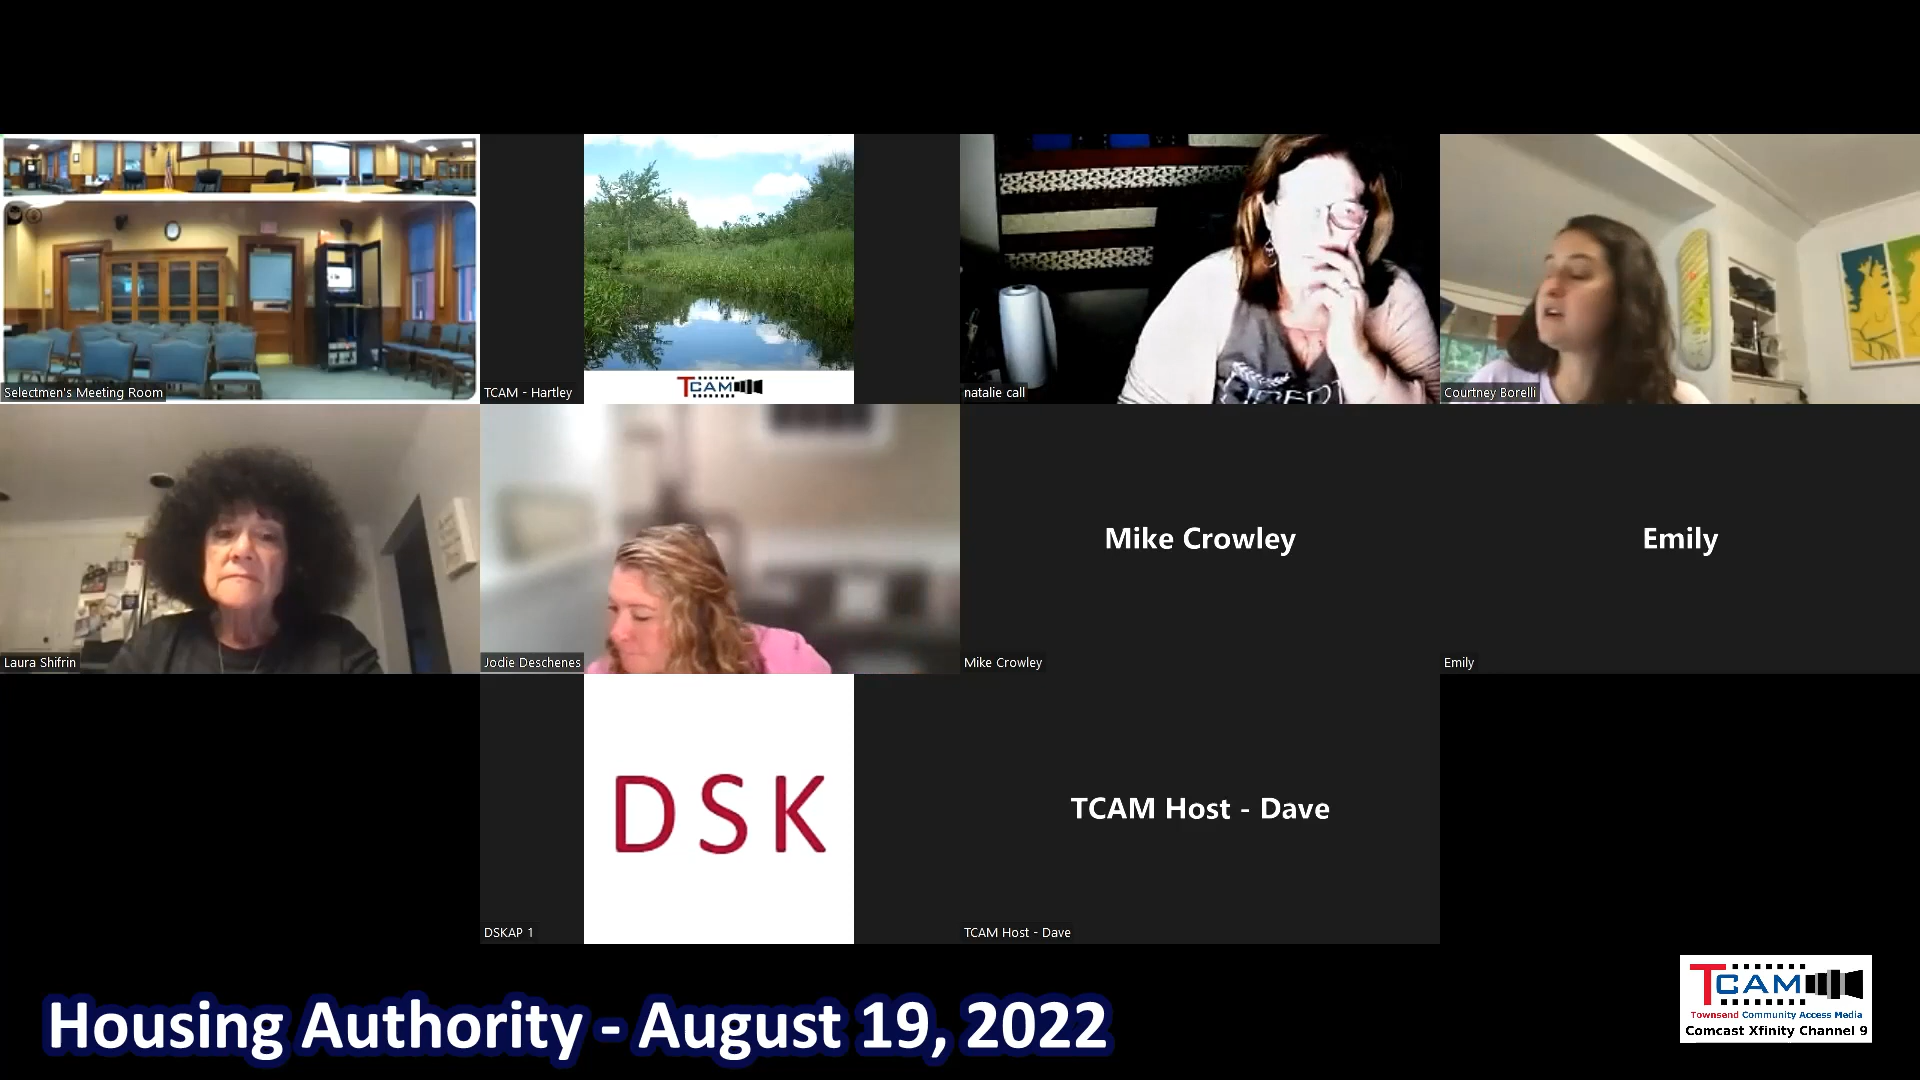 Selectmen's Meeting Room
TCAM
TCAM - Hartley
natalie call
Courtney Borelli
Laura Shifrin
Jodie Deschenes
Mike Crowley
Mike Crowley
Emily
Emily
DSK
DSKAP 1
TCAM Host - Dave
TCAM Host - Dave
Housing Authority - August 19, 2022
TCAM
Townsend Community Access Media
Comcast Xfinity Channel 9